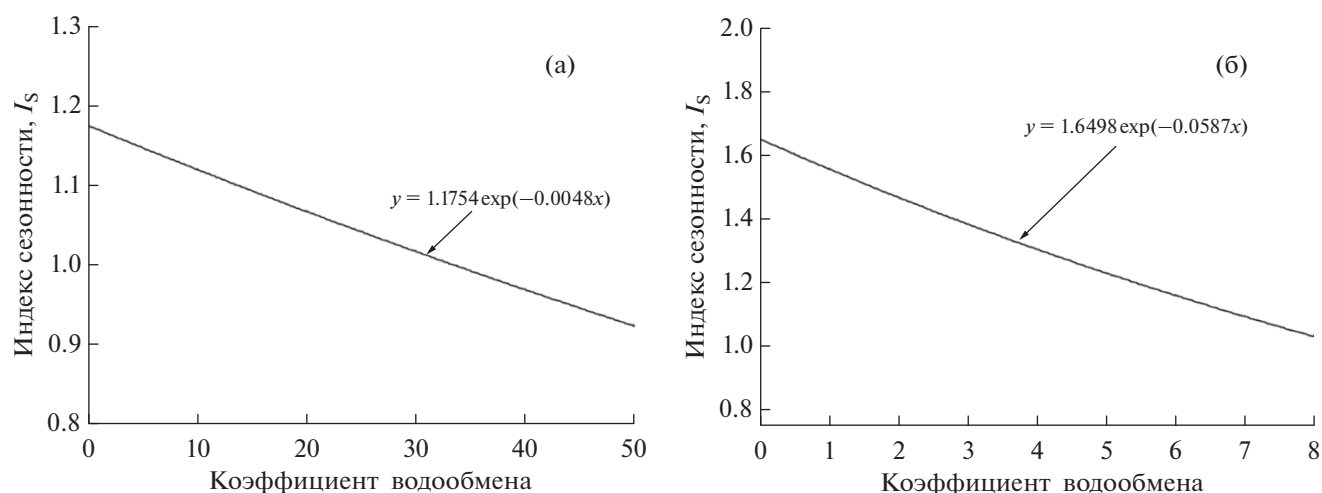 1.3
1.2
1.1
1.0
0.9
0.8
Индекс сезонности, Is
(а)
y = 1.1754 exp(−0.0048x)
0 10 20 30 40 50
Коэффициент водообмена
2.0
1.8
1.6
1.4
1.2
1.0
0.8
Индекс сезонности, Is
(б)
y = 1.6498 exp(−0.0587x)
0 1 2 3 4 5 6 7 8
Коэффициент водообмена